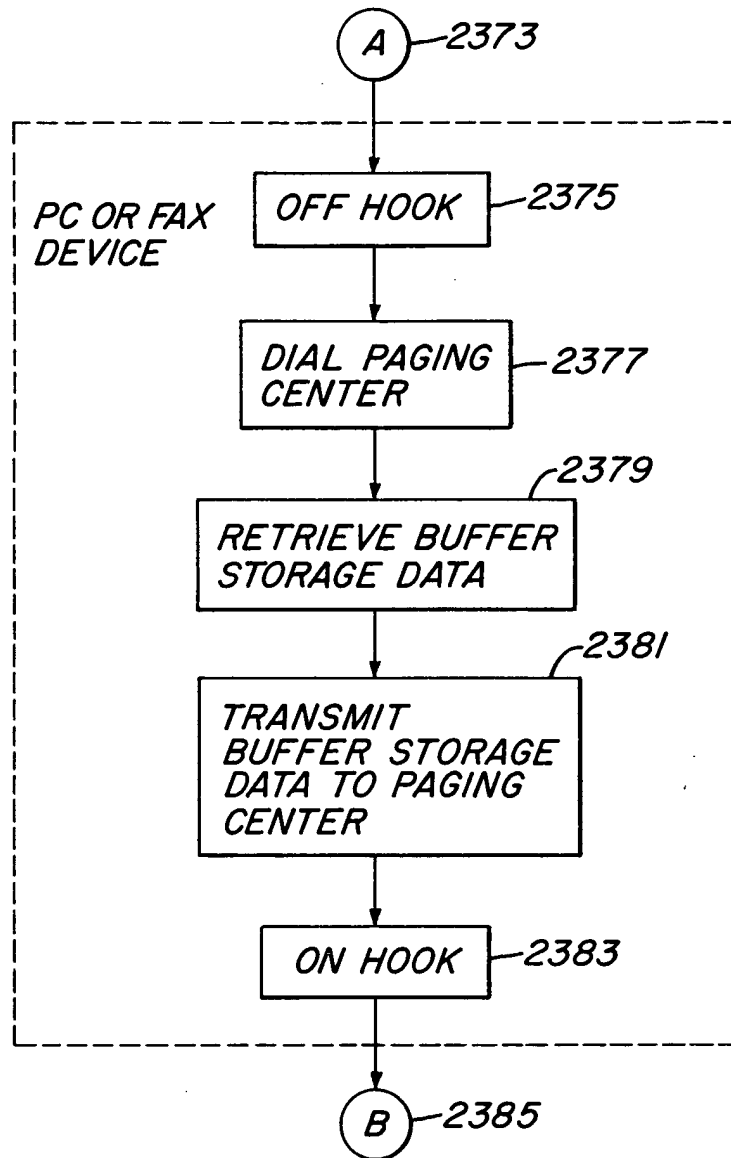 A 2373
PC OR FAX
DEVICE
OFF HOOK 2375
DIAL PAGING
CENTER
2377
2379
RETRIEVE BUFFER
STORAGE DATA
2381
TRANSMIT
BUFFER STORAGE
DATA TO PAGING
CENTER
ON HOOK 2383
B 2385